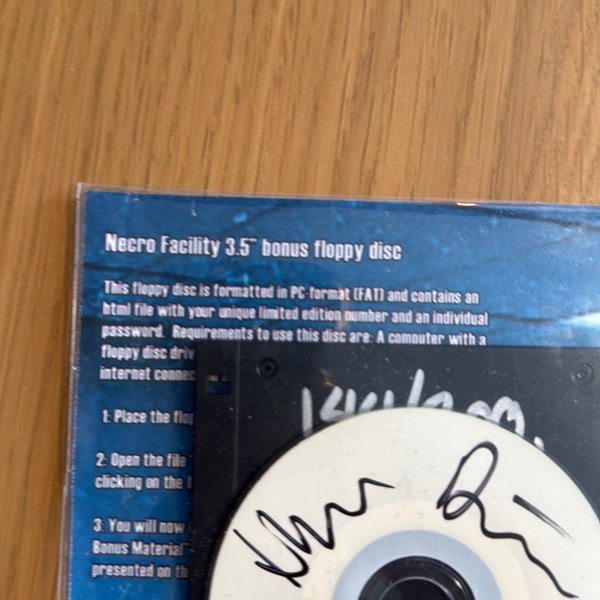 Necro Facility 3.5" bonus floppy disc
This floppy disc is formatted in PC-format (FAT) and contains an
html file with your unique limited edition number and an individual
password. Requirements to use this disc are: A computer with a
floppy disc driv
internet connec
1: Place the flop
2: Open the file
clicking on the
3: You will now
Bonus Material
presented on th